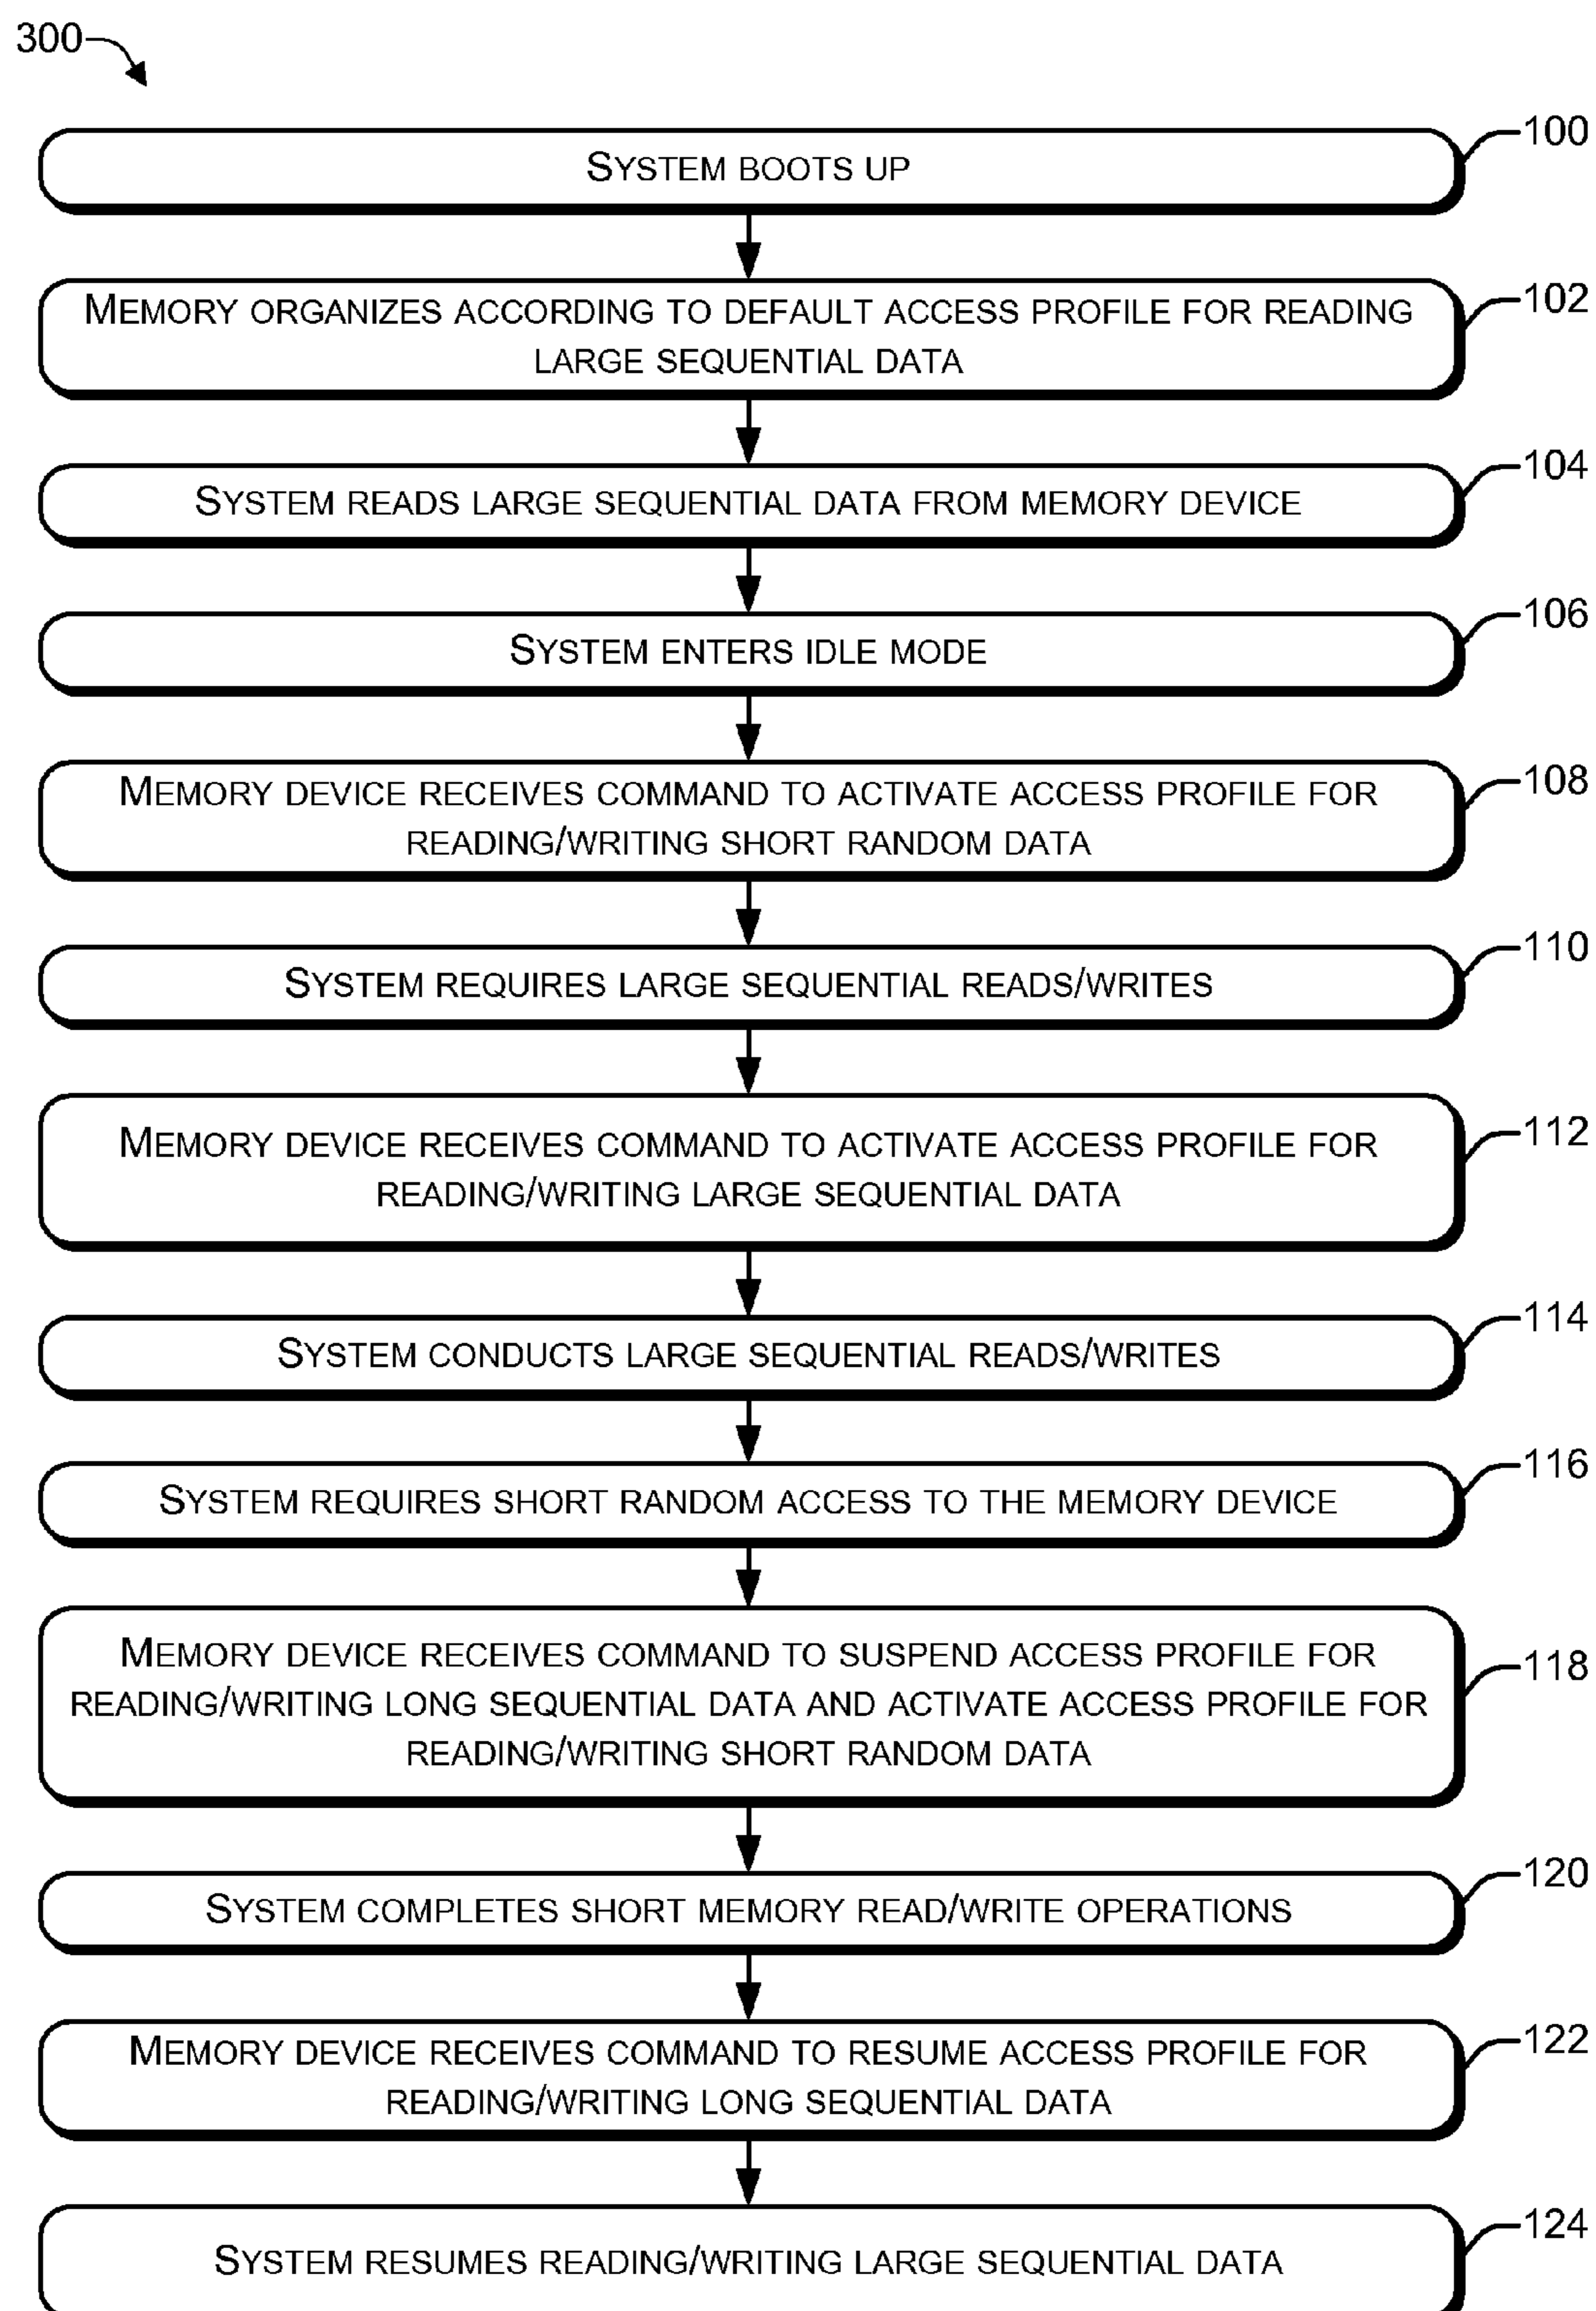 300
100
SYSTEM BOOTS UP
102
MEMORY ORGANIZES ACCORDING TO DEFAULT ACCESS PROFILE FOR READING
LARGE SEQUENTIAL DATA
104
SYSTEM READS LARGE SEQUENTIAL DATA FROM MEMORY DEVICE
106
SYSTEM ENTERS IDLE MODE
108
MEMORY DEVICE RECEIVES COMMAND TO ACTIVATE ACCESS PROFILE FOR
READING/WRITING SHORT RANDOM DATA
110
SYSTEM REQUIRES LARGE SEQUENTIAL READS/WRITES
112
MEMORY DEVICE RECEIVES COMMAND TO ACTIVATE ACCESS PROFILE FOR
READING/WRITING LARGE SEQUENTIAL DATA
114
SYSTEM CONDUCTS LARGE SEQUENTIAL READS/WRITES
116
SYSTEM REQUIRES SHORT RANDOM ACCESS TO THE MEMORY DEVICE
118
MEMORY DEVICE RECEIVES COMMAND TO SUSPEND ACCESS PROFILE FOR
READING/WRITING LONG SEQUENTIAL DATA AND ACTIVATE ACCESS PROFILE FOR
READING/WRITING SHORT RANDOM DATA
120
SYSTEM COMPLETES SHORT MEMORY READ/WRITE OPERATIONS
122
MEMORY DEVICE RECEIVES COMMAND TO RESUME ACCESS PROFILE FOR
READING/WRITING LONG SEQUENTIAL DATA
124
SYSTEM RESUMES READING/WRITING LARGE SEQUENTIAL DATA